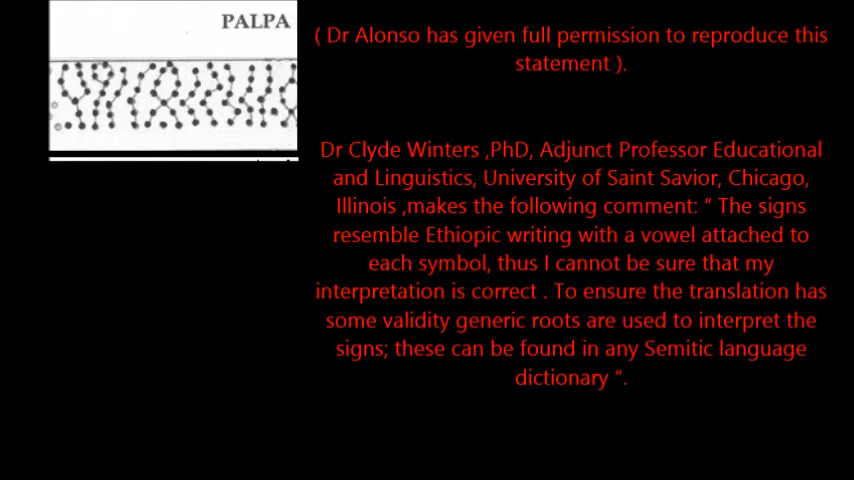 PALPA
( Dr Alonso has given full permission to reproduce this
statement ).
Dr Clyde Winters ,PhD, Adjunct Professor Educational
and Linguistics, University of Saint Savior, Chicago,
Illinois ,makes the following comment: “ The signs
resemble Ethiopic writing with a vowel attached to
each symbol, thus I cannot be sure that my
interpretation is correct . To ensure the translation has
some validity generic roots are used to interpret the
signs; these can be found in any Semitic language
dictionary “.